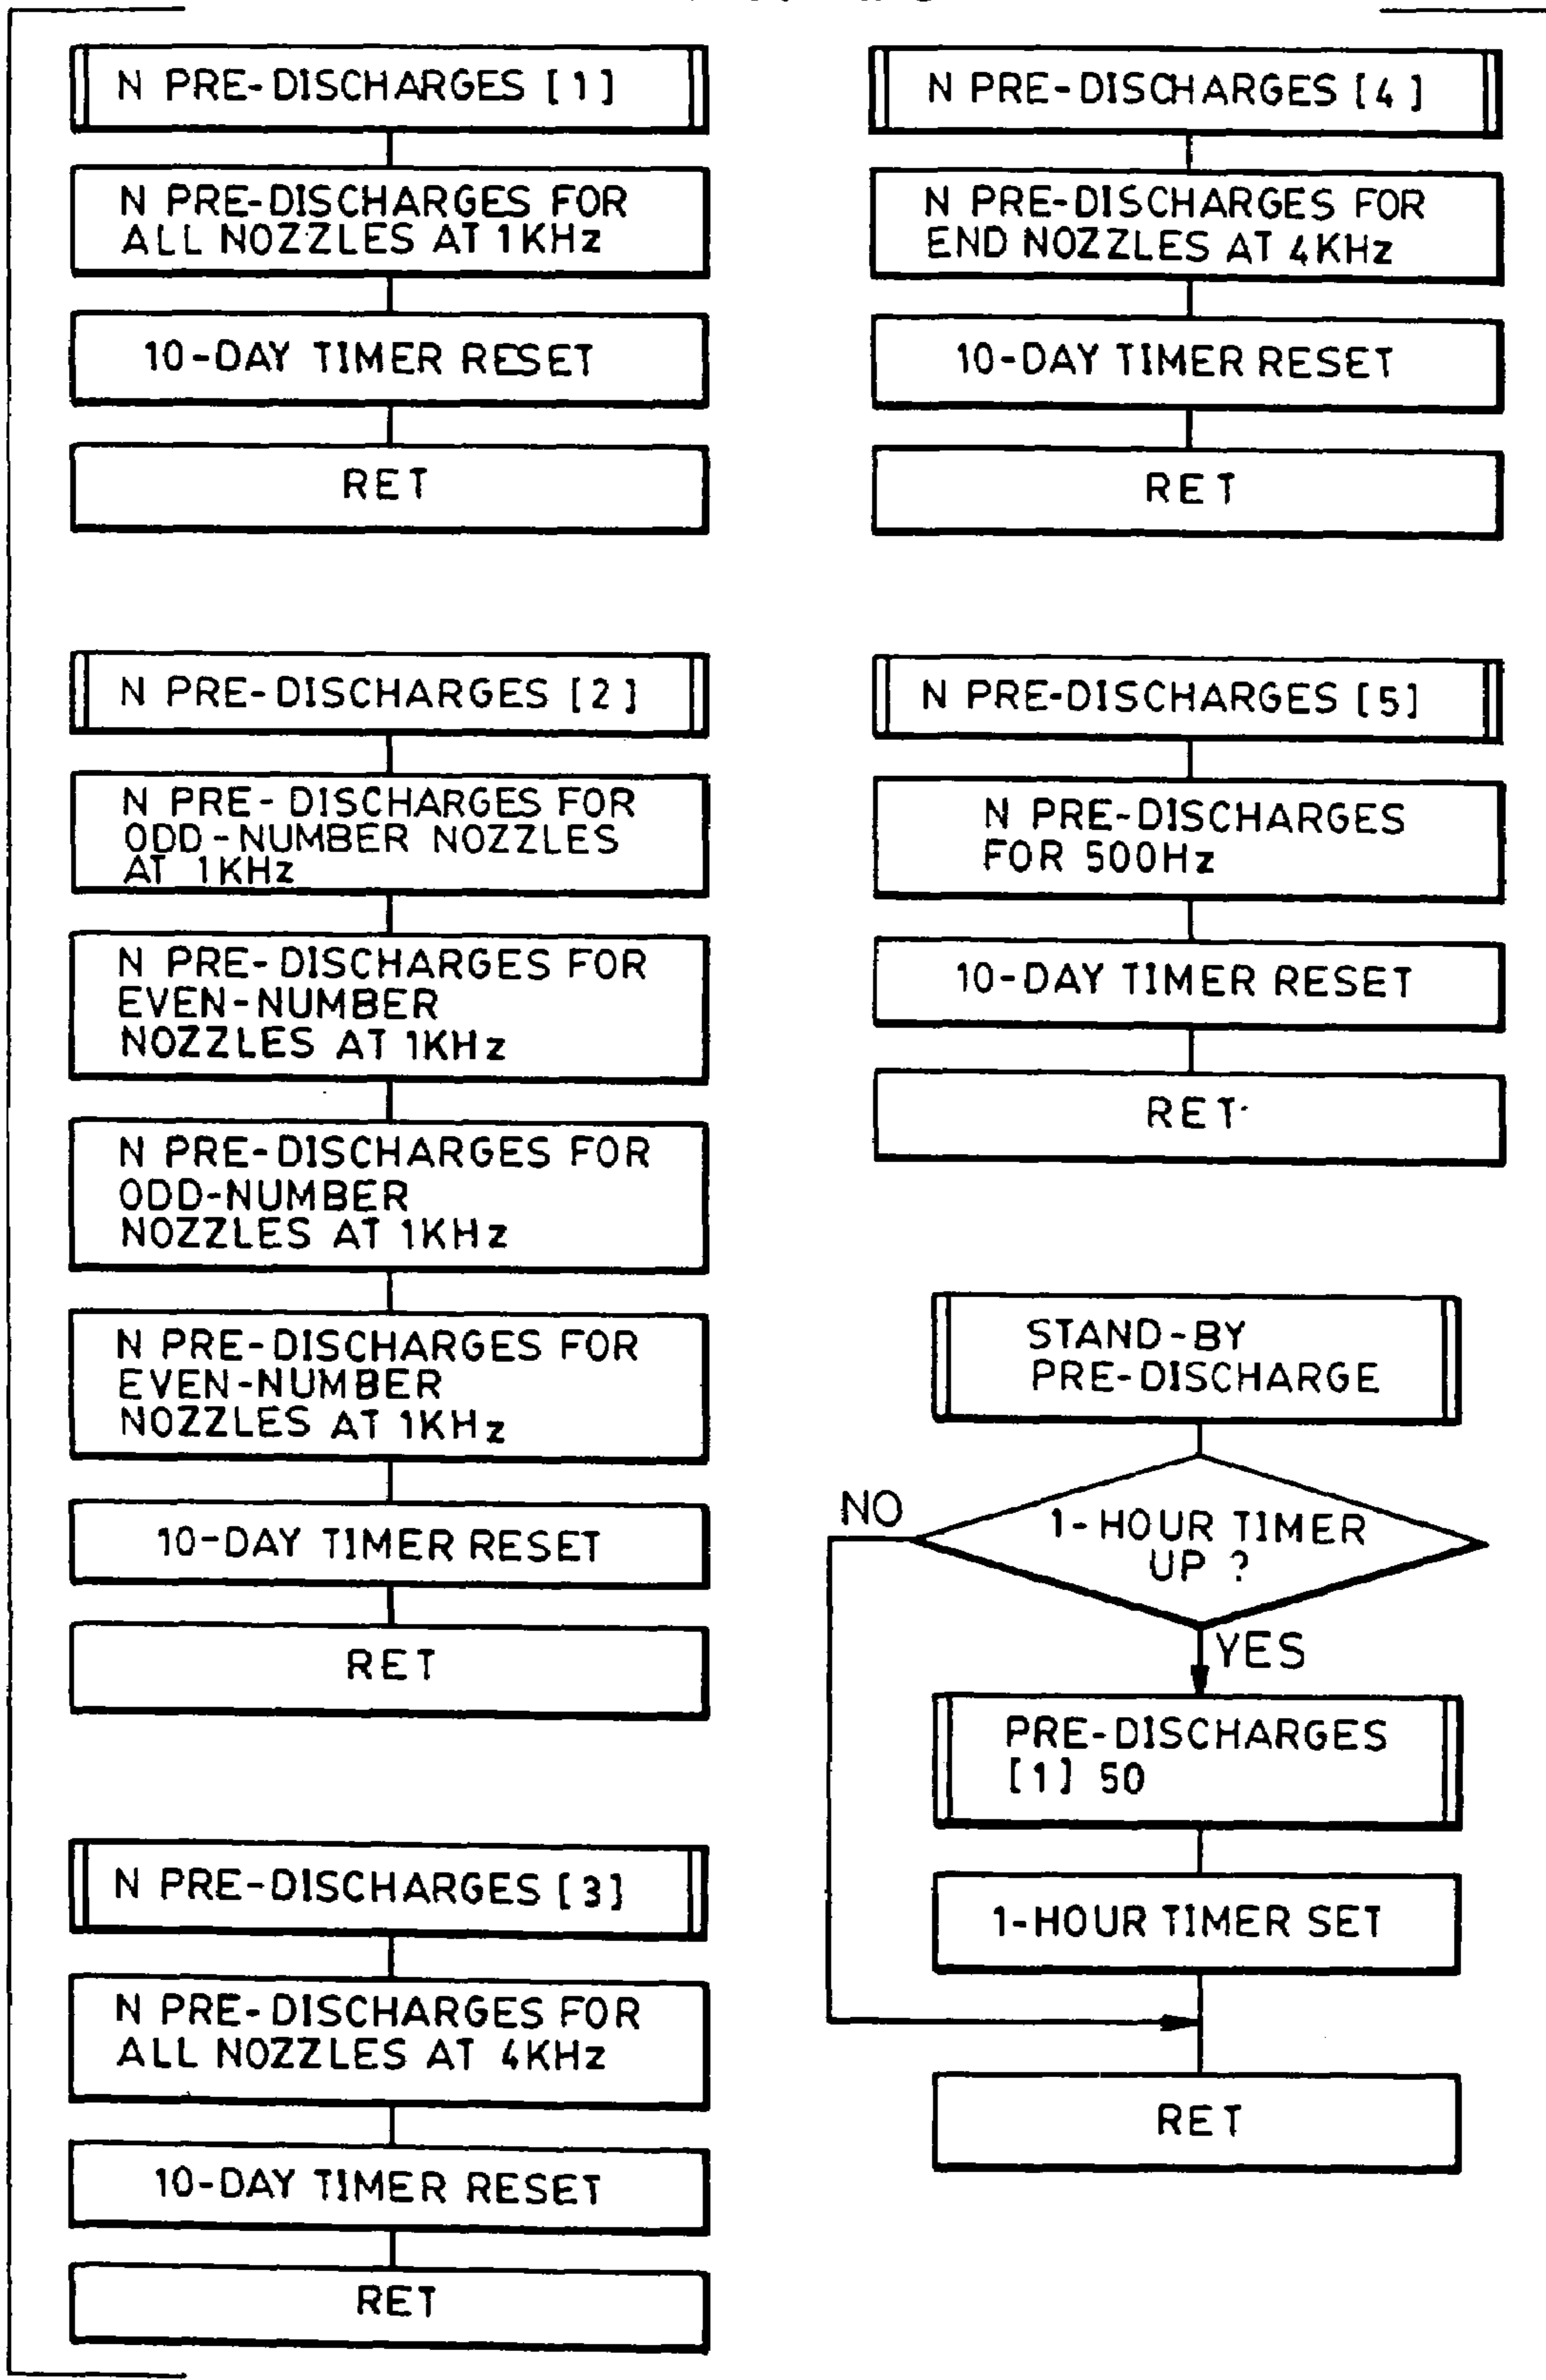 N PRE-DISCHARGES [1]
N PRE-DISCHARGES FOR
ALL NOZZLES AT 1KHz
10-DAY TIMER RESET
RET
N PRE-DISCHARGES [2]
N PRE-DISCHARGES FOR
ODD-NUMBER NOZZLES
AT 1KHz
N PRE-DISCHARGES FOR
EVEN-NUMBER
NOZZLES AT 1KHz
N PRE-DISCHARGES FOR
ODD-NUMBER
NOZZLES AT 1KHz
N PRE-DISCHARGES FOR
EVEN-NUMBER
NOZZLES AT 1KHz
10-DAY TIMER RESET
RET
N PRE-DISCHARGES [3]
N PRE-DISCHARGES FOR
ALL NOZZLES AT 4KHz
10-DAY TIMER RESET
RET
N PRE-DISCHARGES [4]
N PRE-DISCHARGES FOR
END NOZZLES AT 4KHz
10-DAY TIMER RESET
RET
N PRE-DISCHARGES [5]
N PRE-DISCHARGES
FOR 500Hz
10-DAY TIMER RESET
RET
STAND-BY
PRE-DISCHARGE
NO
1-HOUR TIMER
UP ?
YES
PRE-DISCHARGES
[1] 50
1-HOUR TIMER SET
RET